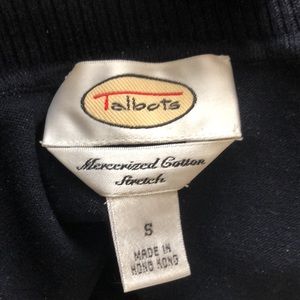 Talbots
Mercerized Cotton
Stretch
S
MADE IN
HONG KONG